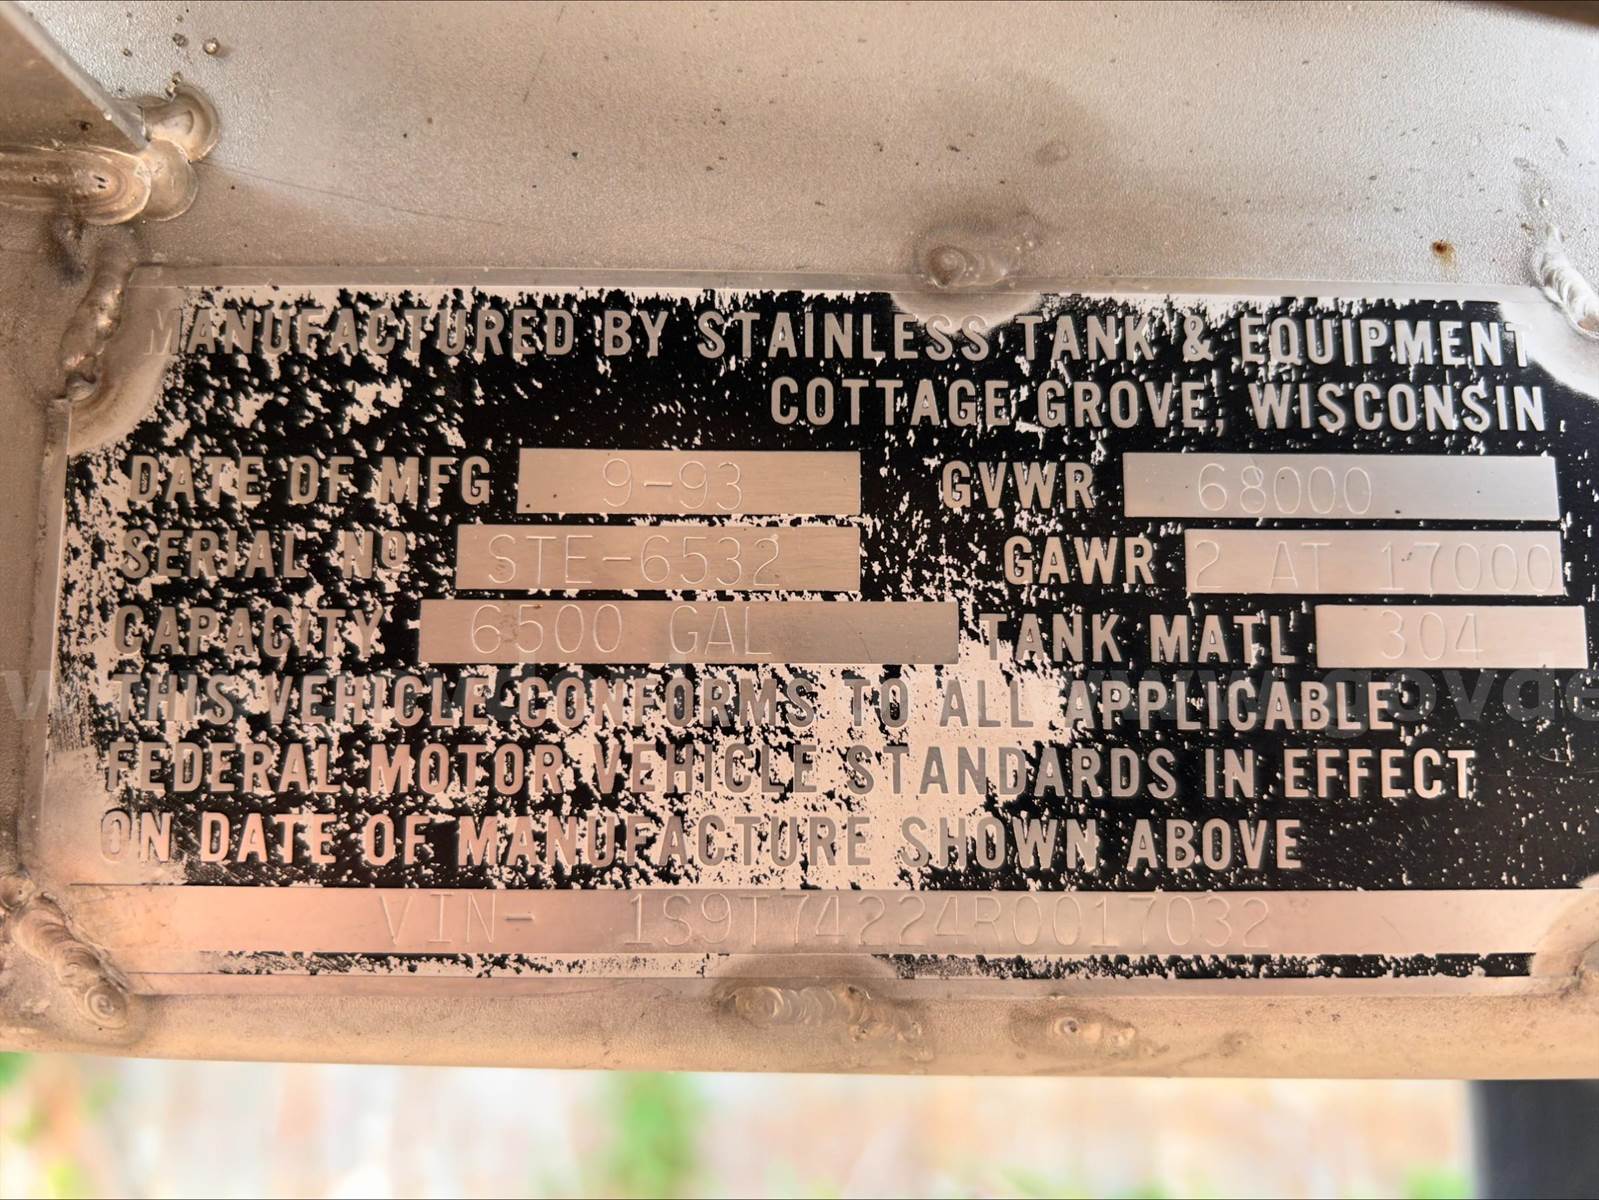 MANUFACTURED BY STAINLESS TANK & EQUIPMENT
COTTAGE GROVE, WISCONSIN
DATE OF MFG 9-93 GVWR 68000
SERIAL Nº STE-6532 GAWR 2 AT 17000
CAPACITY 6500 GAL TANK MATL 304
THIS VEHICLE CONFORMS TO ALL APPLICABLE
FEDERAL MOTOR VEHICLE STANDARDS IN EFFECT
ON DATE OF MANUFACTURE SHOWN ABOVE
VIN- 1S9T74224R0017032